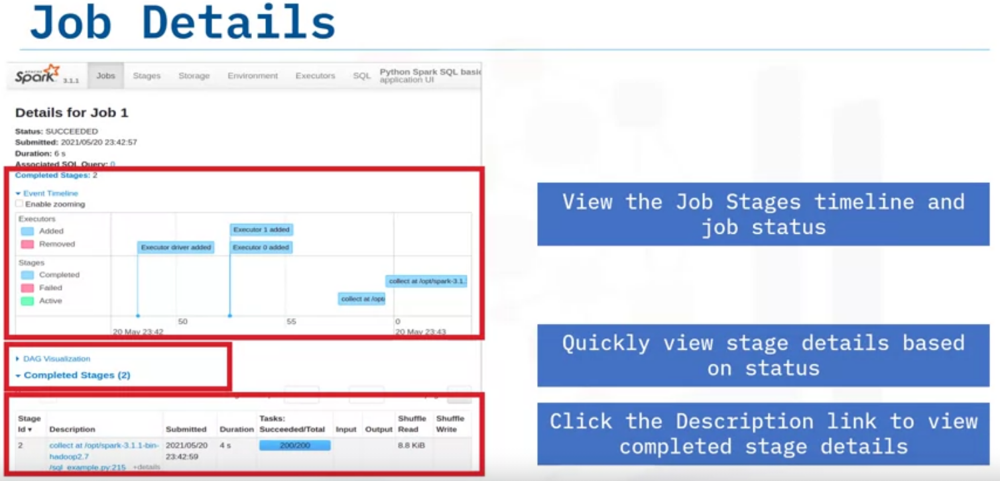 Job Details
APACHE
Spark 3.1.1 Jobs Stages Storage Environment Executors SQL Python Spark SQL basic
application UI
Details for Job 1
Status: SUCCEEDED
Submitted: 2021/05/20 23:42:57
Duration: 6 s
Associated SQL Query: 0
Completed Stages: 2
Event Timeline
Enable zooming
Executors
Added
Removed
Executor driver added
Executor 1 added
Executor 0 added
Stages
Completed
Failed
Active
collect at /opt/spark-3.1.
collect at /opt/
50
55
0
20 May 23:42
20 May 23:43
DAG Visualization
Completed Stages (2)
Stage Id Description Submitted Duration Tasks: Succeeded/Total Input Output Shuffle Read Shuffle Write
2 collect at /opt/spark-3.1.1-bin- 2021/05/20 4 s 200/200 8.8 KiB
hadoop2.7 23:42:59
/sql_example.py:215 +details
View the Job Stages timeline and
job status
Quickly view stage details based
on status
Click the Description link to view
completed stage details